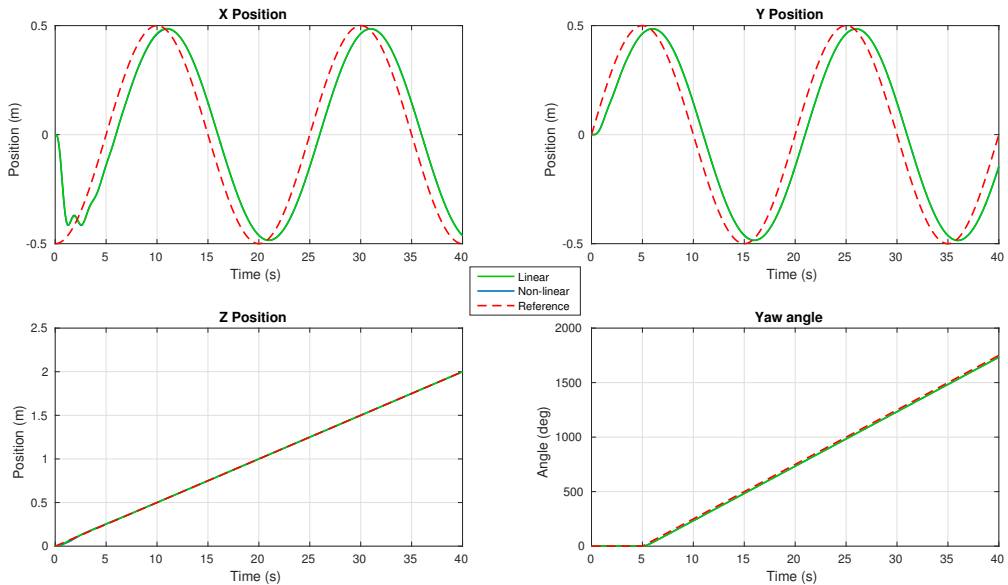 X Position
Position (m)
0.5
0
-0.5
0 5 10 15 20 25 30 35 40
Time (s)
Y Position
Position (m)
0.5
0
-0.5
0 5 10 15 20 25 30 35 40
Time (s)
Linear
Non-linear
Reference
Z Position
Position (m)
2.5
2
1.5
1
0.5
0
0 5 10 15 20 25 30 35 40
Time (s)
Yaw angle
Angle (deg)
2000
1500
1000
500
0
0 5 10 15 20 25 30 35 40
Time (s)